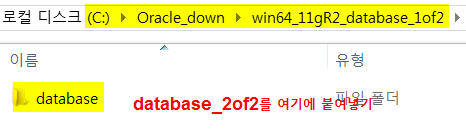 로컬 디스크 (C:) ▸ Oracle_down ▸ win64_11gR2_database_1of2 ▸
이름 유형
database 파일 폴더
database_2of2를 여기에 붙여넣기